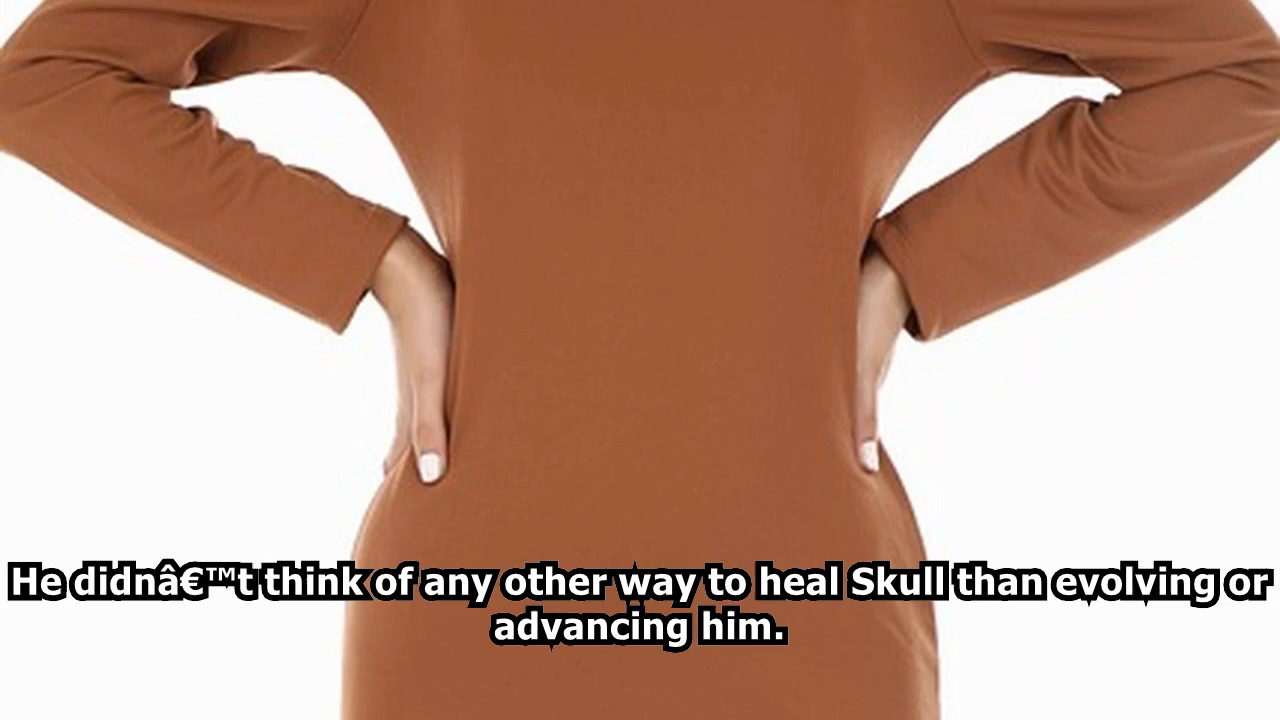 He didnâ€™t think of any other way to heal Skull than evolving or
advancing him.